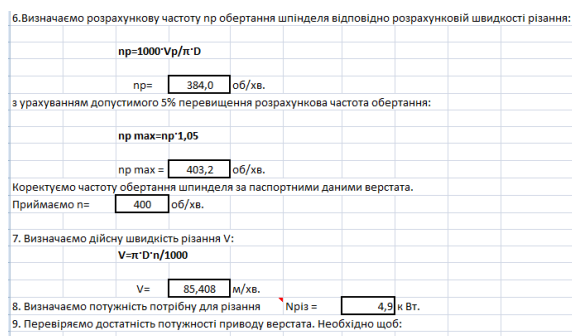 6.Визначаємо розрахункову частоту nр обертання шпінделя відповідно розрахунковій швидкості різання:
nр=1000·Vр/π·D
nр= 384,0 об/хв.
з урахуванням допустимого 5% перевищення розрахункова частота обертання:
nр max=nр·1,05
nр max = 403,2 об/хв.
Коректуємо частоту обертання шпинделя за паспортними даними верстата.
Приймаємо n= 400 об/хв.
7. Визначаємо дійсну швидкість різання V:
V=π·D·n/1000
V= 85,408 м/хв.
8. Визначаємо потужність потрібну для різання Nріз = 4,9 к Вт.
9. Перевіряємо достатність потужності приводу верстата. Необхідно щоб: